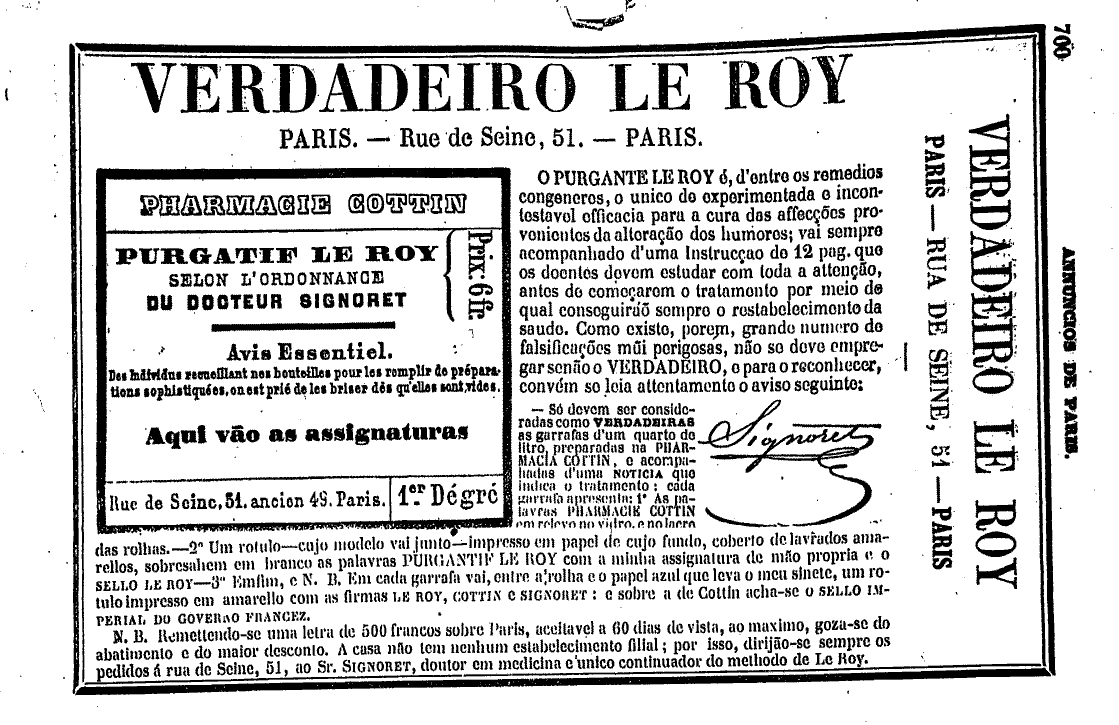 VERDADEIRO LE ROY
PARIS. — Rue de Seine, 51. — PARIS.
PHARMACIE COTTIN
PURGATIF LE ROY
SELON L'ORDONNANCE
DU DOCTEUR SIGNORET
Prix: 6 fr
Avis Essentiel.
Des Individus recueillant nos bouteilles pour les remplir de prépara-
tions sophistiquées, on est prié de les briser dès qu'elles sont vides.
Aqui vão as assignaturas
Rue de Seine, 51. ancien 49. Paris.
1er Dégré
O PURGANTE LE ROY é, d'entre os remedios
congeneros, o unico de experimentada e incon-
testavel efficacia para a cura das affecções pro-
venientes da alteração dos humores; vai sempre
acompanhado d'uma Instrucção de 12 pag. que
os doentes devem estudar com toda a attenção,
antes de começarem o tratamento por meio de
qual conseguiráõ sempre o restabelecimento da
saude. Como existe, porem, grande numero de
falsificações mũi perigosas, não se deve empre-
gar senão o VERDADEIRO, e para o reconhecer,
convém se leia attentamente o aviso seguinte:
— Só devem ser conside-
radas como VERDADEIRAS
as garrafas d'um quarto de
litro, preparadas na PHAR-
MACIA COTTIN, e acompa-
nhadas d'uma NOTICIA que
indica o tratamento: cada
garrafa apresenta: 1º As pa-
lavras PHARMACIE COTTIN
em relevo no vidro, e no lacre
Signoret
das rolhas.—2º Um rotulo—cujo modelo vai junto—impresso em papel de cujo fundo, coberto de lavrados ama-
rellos, sobresahem em branco as palavras PURGANTIF LE ROY com a minha assignatura de mão propria e o
SELLO LE ROY—3º Emfim, e N. B. Em cada garrafa vai, entre a rolha e o papel azul que leva o meu sinete, um ro-
tulo impresso em amarello com as firmas LE ROY, COTTIN e SIGNORET: e sobre a de Cottin acha-se o SELLO IM-
PERIAL DO GOVERNO FRANCEZ.
N. B. Remettendo-se uma letra de 500 francos sobre Paris, aceitavel a 60 dias de vista, ao maximo, goza-se do
abatimento e do maior desconto. A casa não tem nenhum estabelecimento filial; por isso, dirijão-se sempre os
pedidos á rua de Seine, 51, ao Sr. SIGNORET, doutor em medicina e unico continuador do methodo de Le Roy.
VERDADEIRO LE ROY
PARIS — RUA DE SEINE, 51 — PARIS
700
ANNUNCIOS DE PARIS.